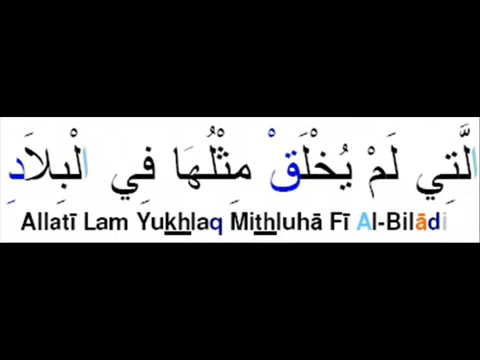 الَّتِي لَمْ يُخْلَقْ مِثْلُهَا فِي الْبِلَادِ
Allatī Lam Yukhlaq Mithluhā Fī Al-Bilādi